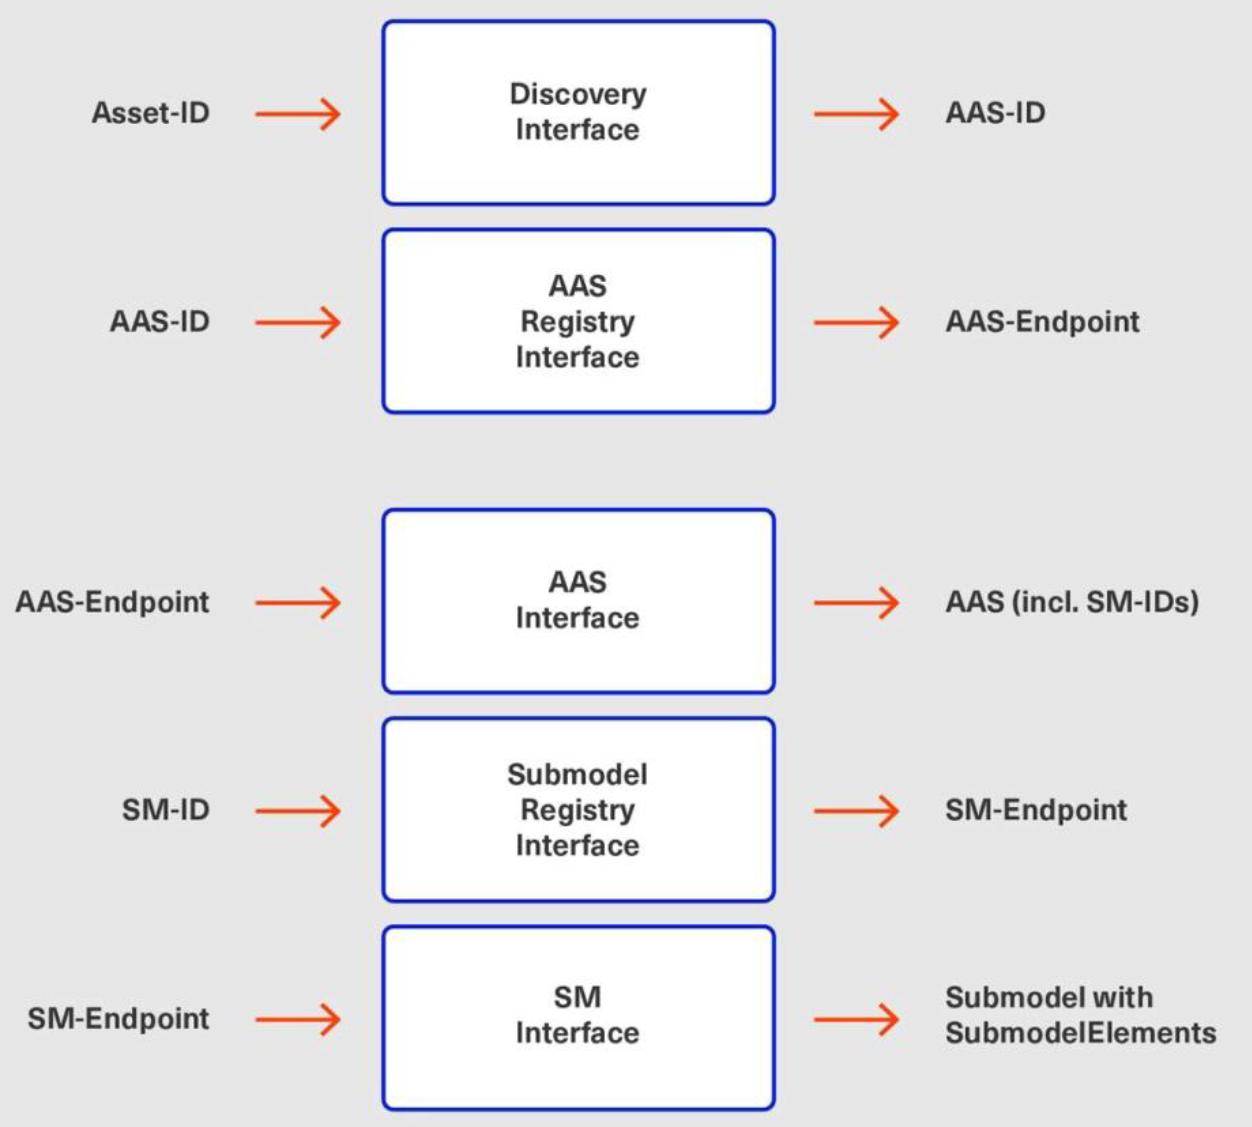 Asset-ID
Discovery
Interface
AAS-ID
AAS-ID
AAS
Registry
Interface
AAS-Endpoint
AAS-Endpoint
AAS
Interface
AAS (incl. SM-IDs)
SM-ID
Submodel
Registry
Interface
SM-Endpoint
SM-Endpoint
SM
Interface
Submodel with
SubmodelElements